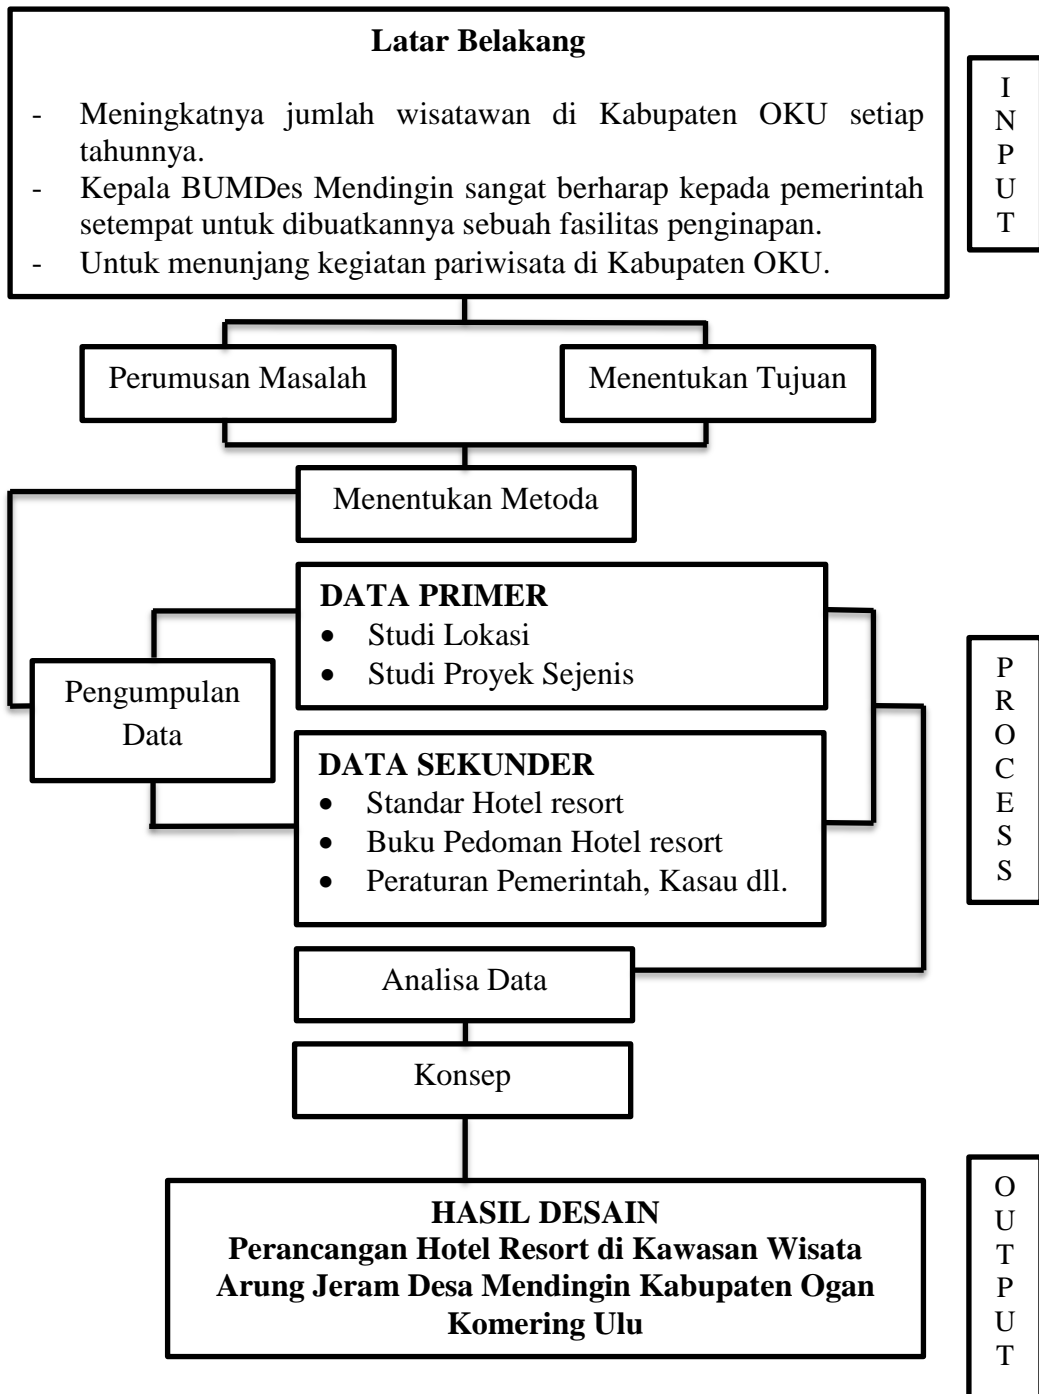 Latar Belakang
- Meningkatnya jumlah wisatawan di Kabupaten OKU setiap
tahunnya.
- Kepala BUMDes Mendingin sangat berharap kepada pemerintah
setempat untuk dibuatkannya sebuah fasilitas penginapan.
- Untuk menunjang kegiatan pariwisata di Kabupaten OKU.
I
N
P
U
T
Perumusan Masalah
Menentukan Tujuan
Menentukan Metoda
DATA PRIMER
• Studi Lokasi
• Studi Proyek Sejenis
Pengumpulan
Data
DATA SEKUNDER
• Standar Hotel resort
• Buku Pedoman Hotel resort
• Peraturan Pemerintah, Kasau dll.
P
R
O
C
E
S
S
Analisa Data
Konsep
HASIL DESAIN
Perancangan Hotel Resort di Kawasan Wisata
Arung Jeram Desa Mendingin Kabupaten Ogan
Komering Ulu
O
U
T
P
U
T